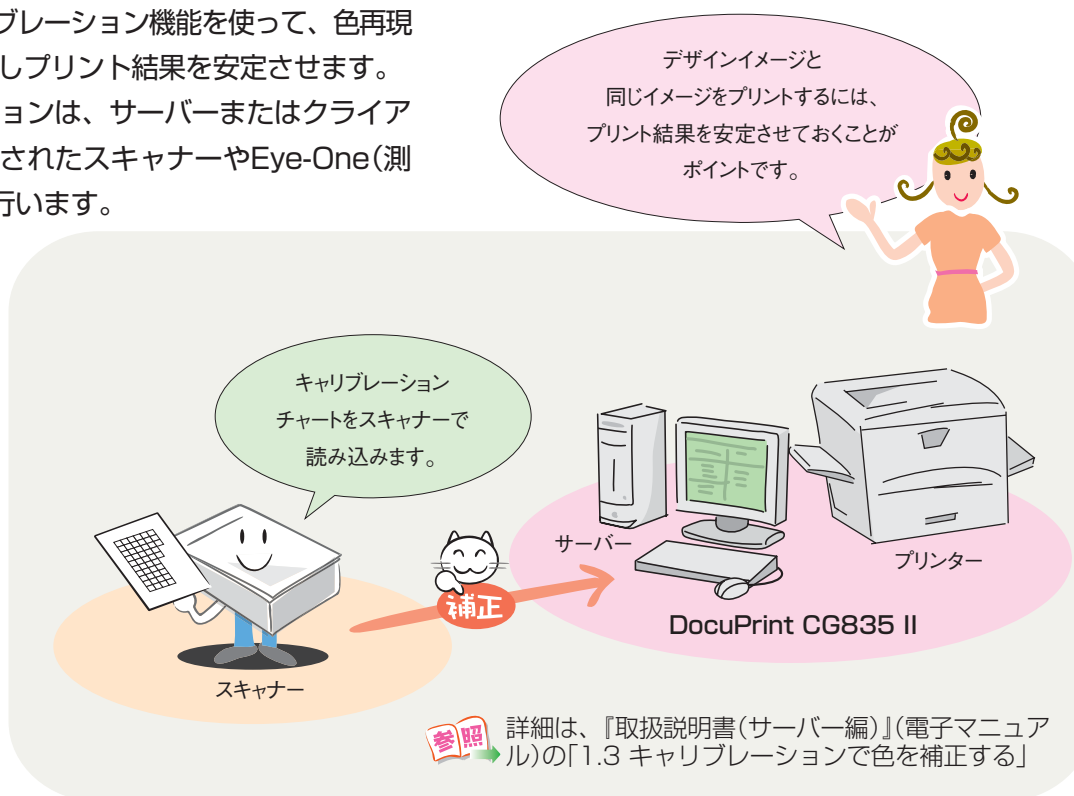 ブレーション機能を使って、色再現
しプリント結果を安定させます。
ョンは、サーバーまたはクライア
されたスキャナーやEye-One(測
行います。
デザインイメージと
同じイメージをプリントするには、
プリント結果を安定させておくことが
ポイントです。
キャリブレーション
チャートをスキャナーで
読み込みます。
サーバー
プリンター
補正
DocuPrint CG835 II
スキャナー
参照
詳細は、『取扱説明書(サーバー編)』(電子マニュア
ル)の「1.3 キャリブレーションで色を補正する」